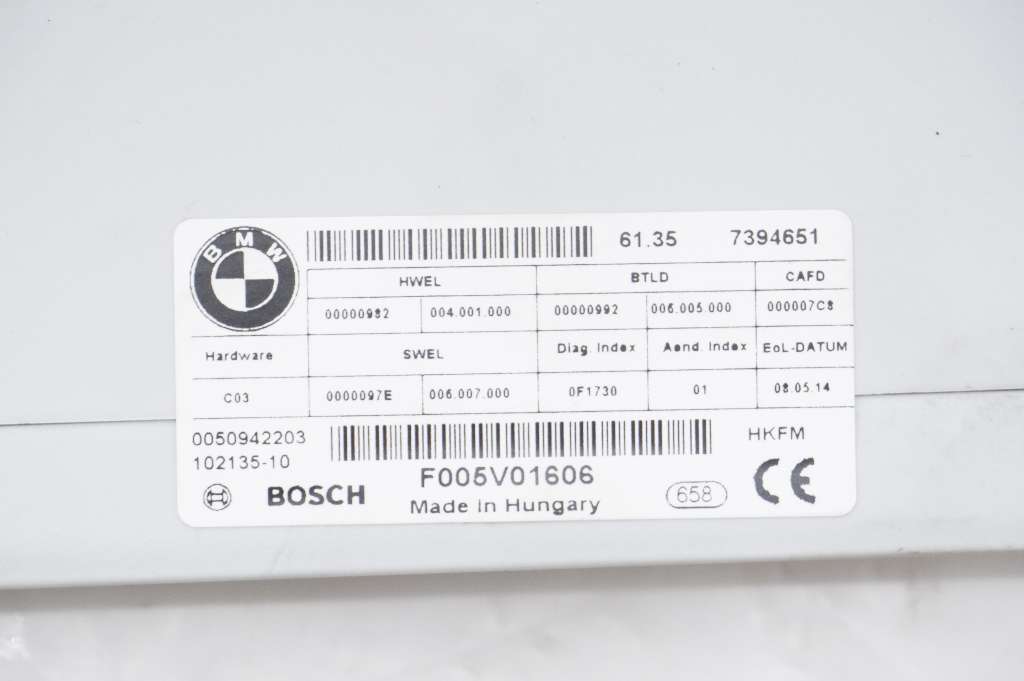 BMW
61.35 7394651
HWEL BTLD CAFD
00000982 004.001.000 00000992 006.005.000 000007C8
Hardware SWEL Diag. Index Aend. Index EoL-DATUM
C03 0000097E 006.007.000 0F1730 01 08.05.14
0050942203 HKFM
102135-10
F005V01606
BOSCH Made in Hungary 658 CE